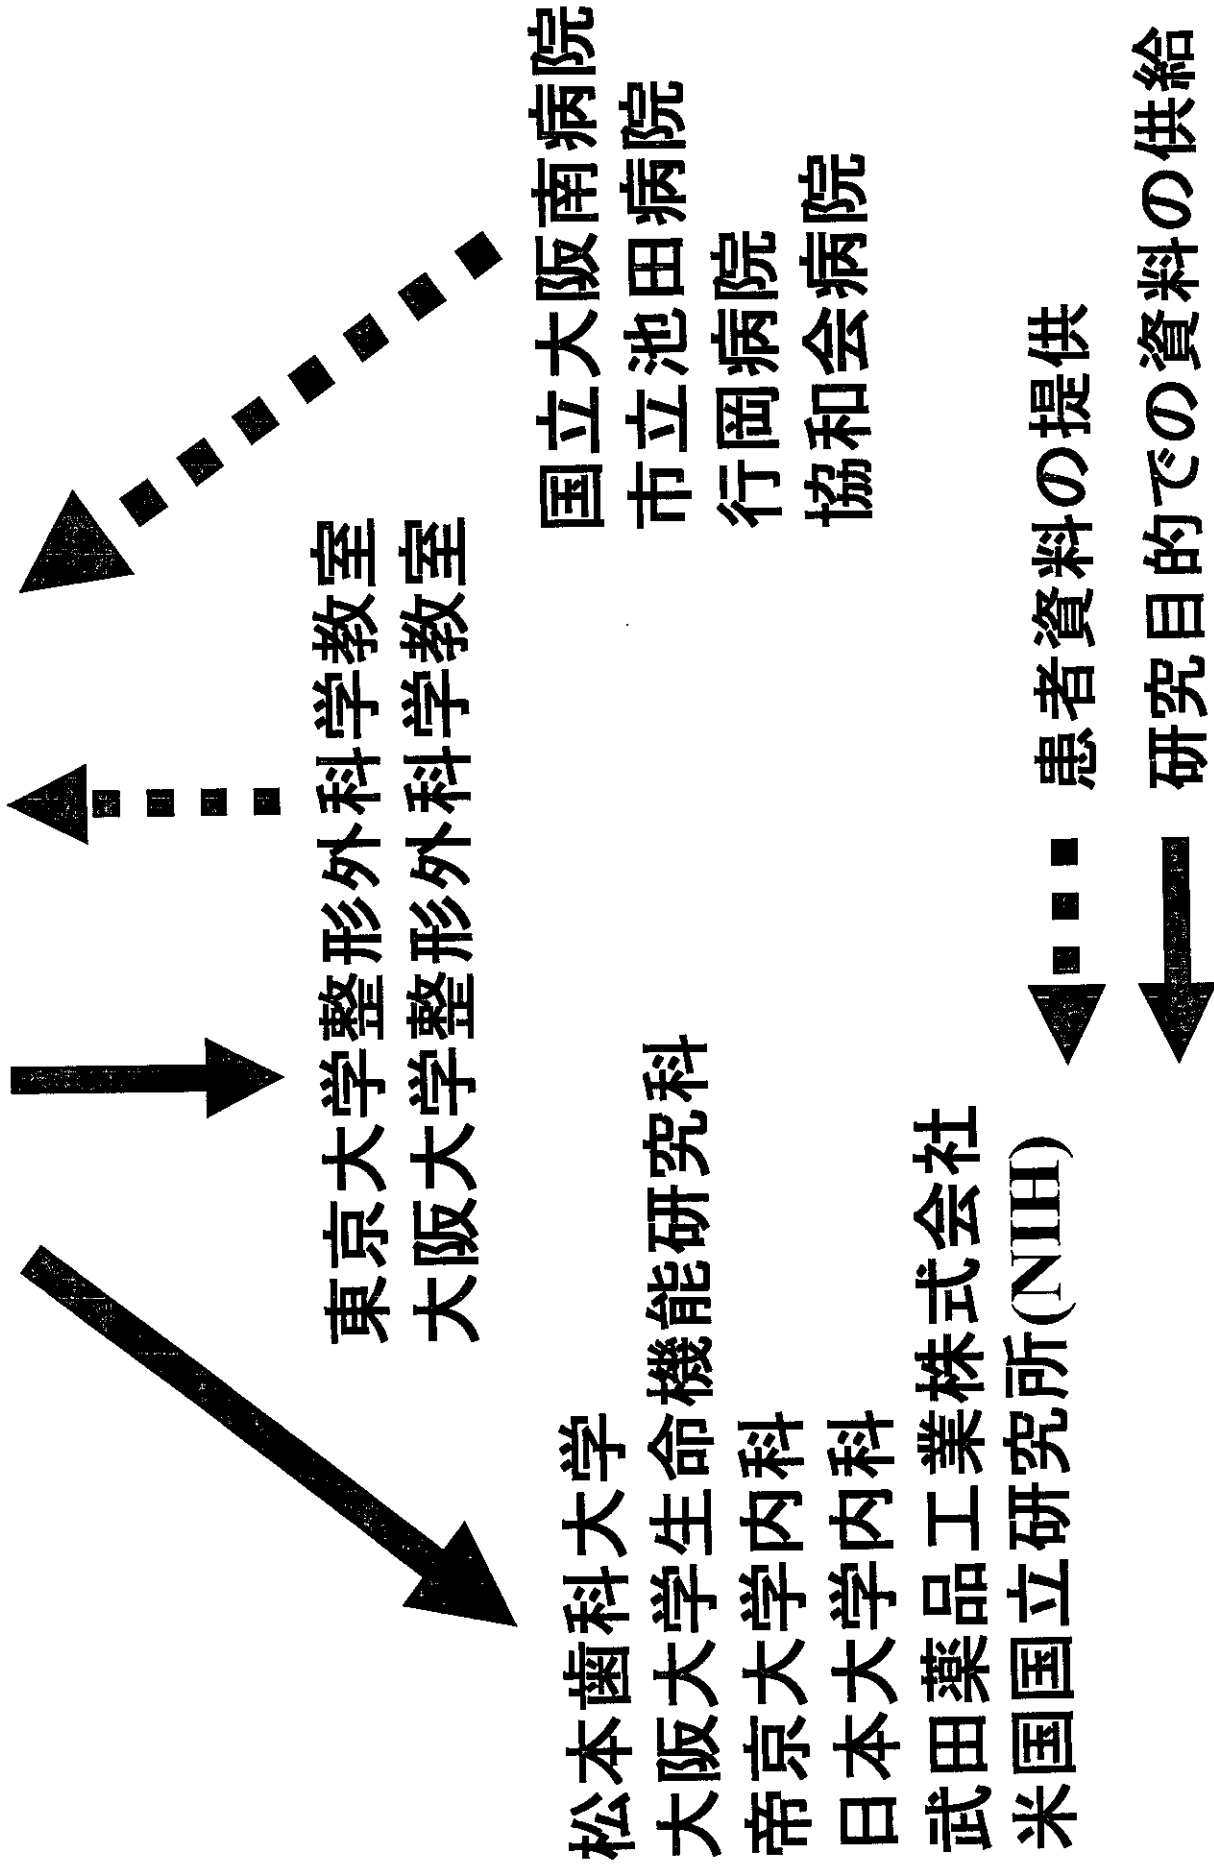 東京大学整形外科学教室
大阪大学整形外科学教室
松本歯科大学
大阪大学生命機能研究科
帝京大学内科
日本大学内科
武田薬品工業株式会社
米国国立研究所(NIH)
国立大阪南病院
市立池田病院
行岡病院
協和会病院
患者資料の提供
研究目的での資料の供給